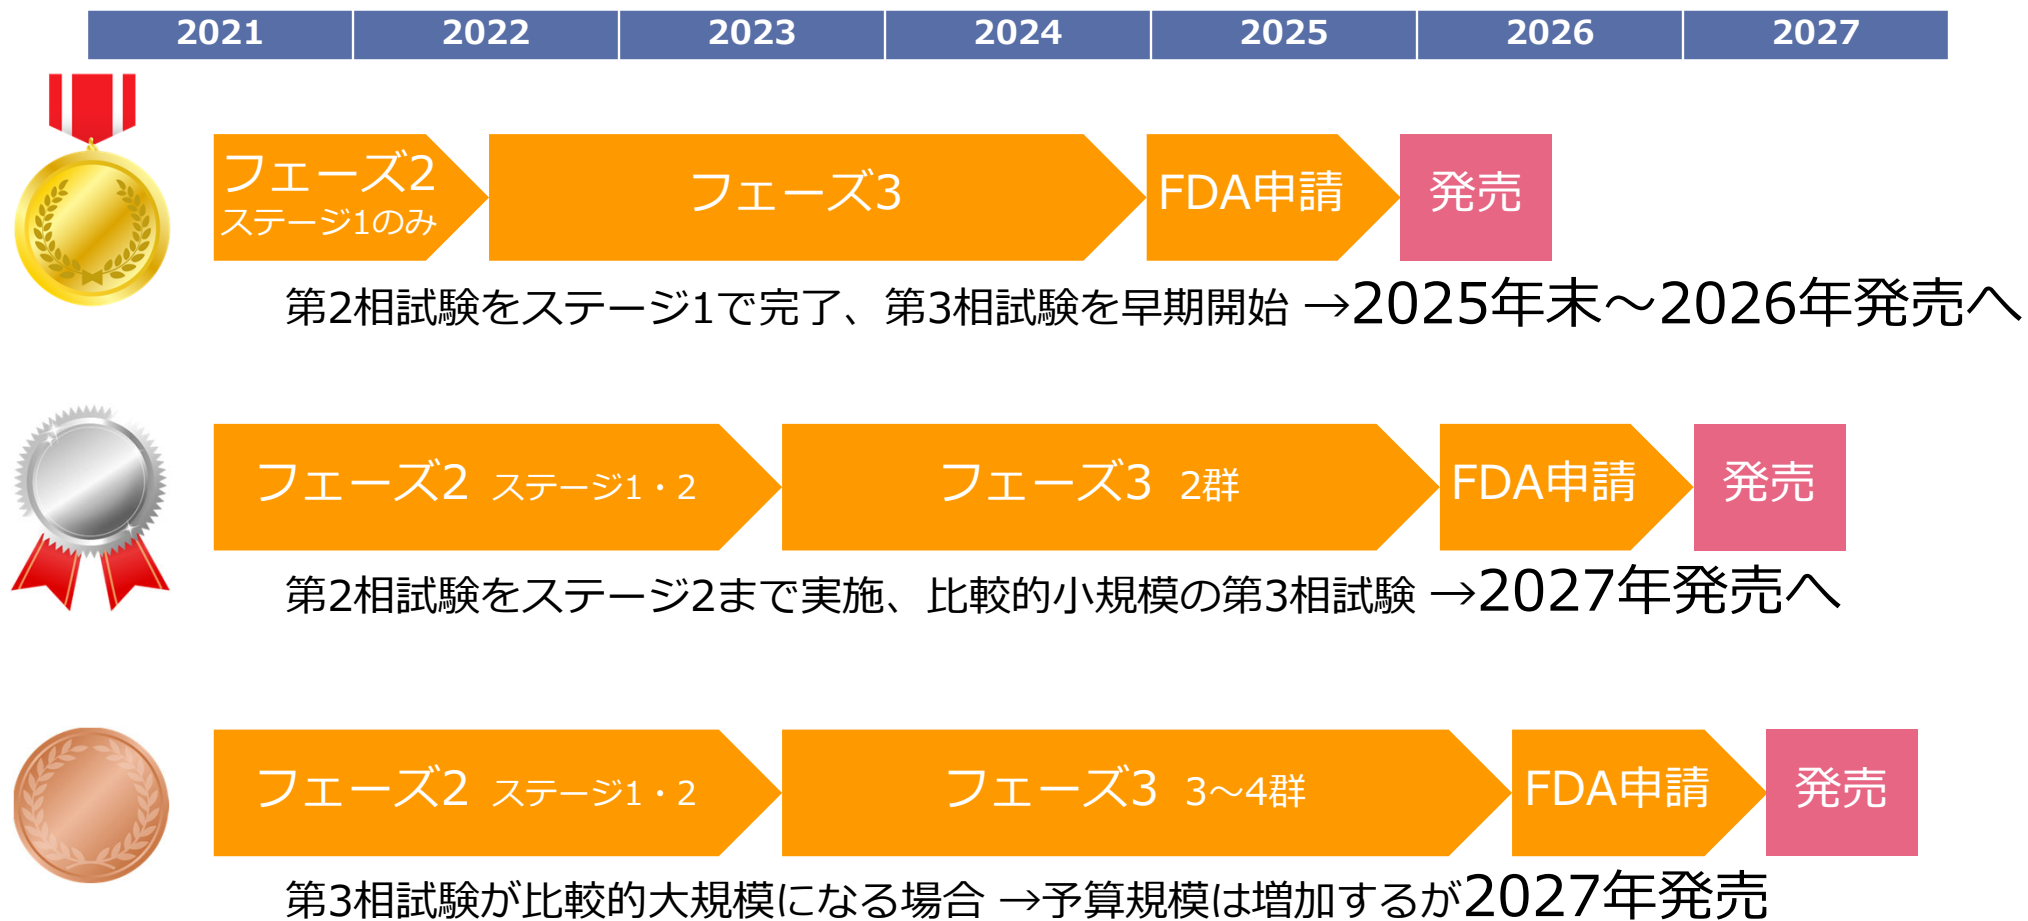 2021 2022 2023 2024 2025 2026 2027
フェーズ2
ステージ1のみ
フェーズ3
FDA申請
発売
第2相試験をステージ1で完了、第3相試験を早期開始 →2025年末～2026年発売へ
フェーズ2 ステージ1・2
フェーズ3 2群
FDA申請
発売
第2相試験をステージ2まで実施、比較的小規模の第3相試験 →2027年発売へ
フェーズ2 ステージ1・2
フェーズ3 3～4群
FDA申請
発売
第3相試験が比較的大規模になる場合 →予算規模は増加するが2027年発売